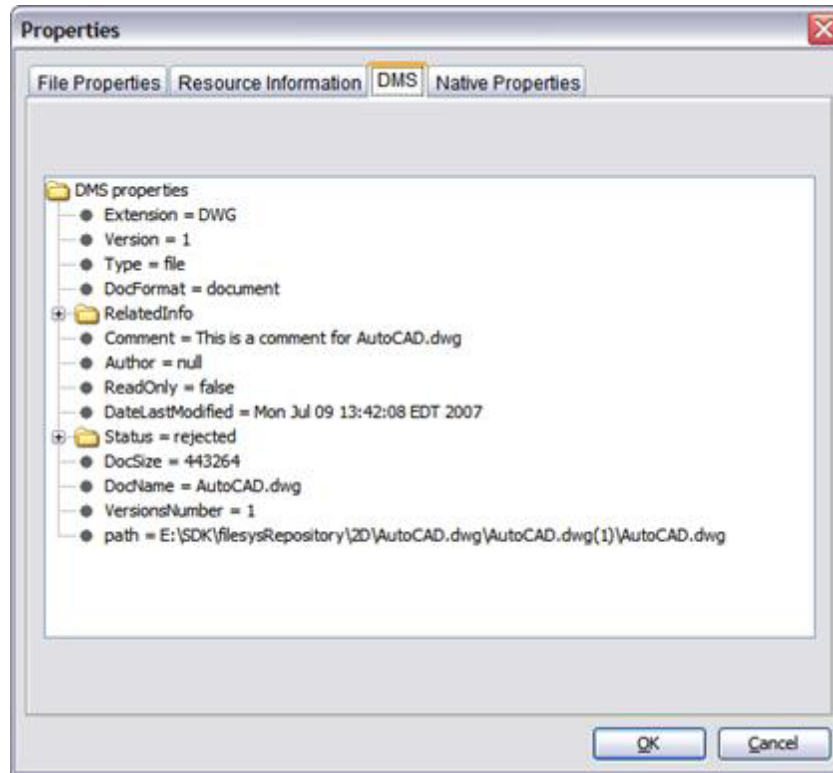 Properties
File Properties Resource Information DMS Native Properties
DMS properties
Extension = DWG
Version = 1
Type = file
DocFormat = document
RelatedInfo
Comment = This is a comment for AutoCAD.dwg
Author = null
ReadOnly = false
DateLastModified = Mon Jul 09 13:42:08 EDT 2007
Status = rejected
DocSize = 443264
DocName = AutoCAD.dwg
VersionsNumber = 1
path = E:\SDK\filesysRepository\2D\AutoCAD.dwg\AutoCAD.dwg(1)\AutoCAD.dwg
OK Cancel